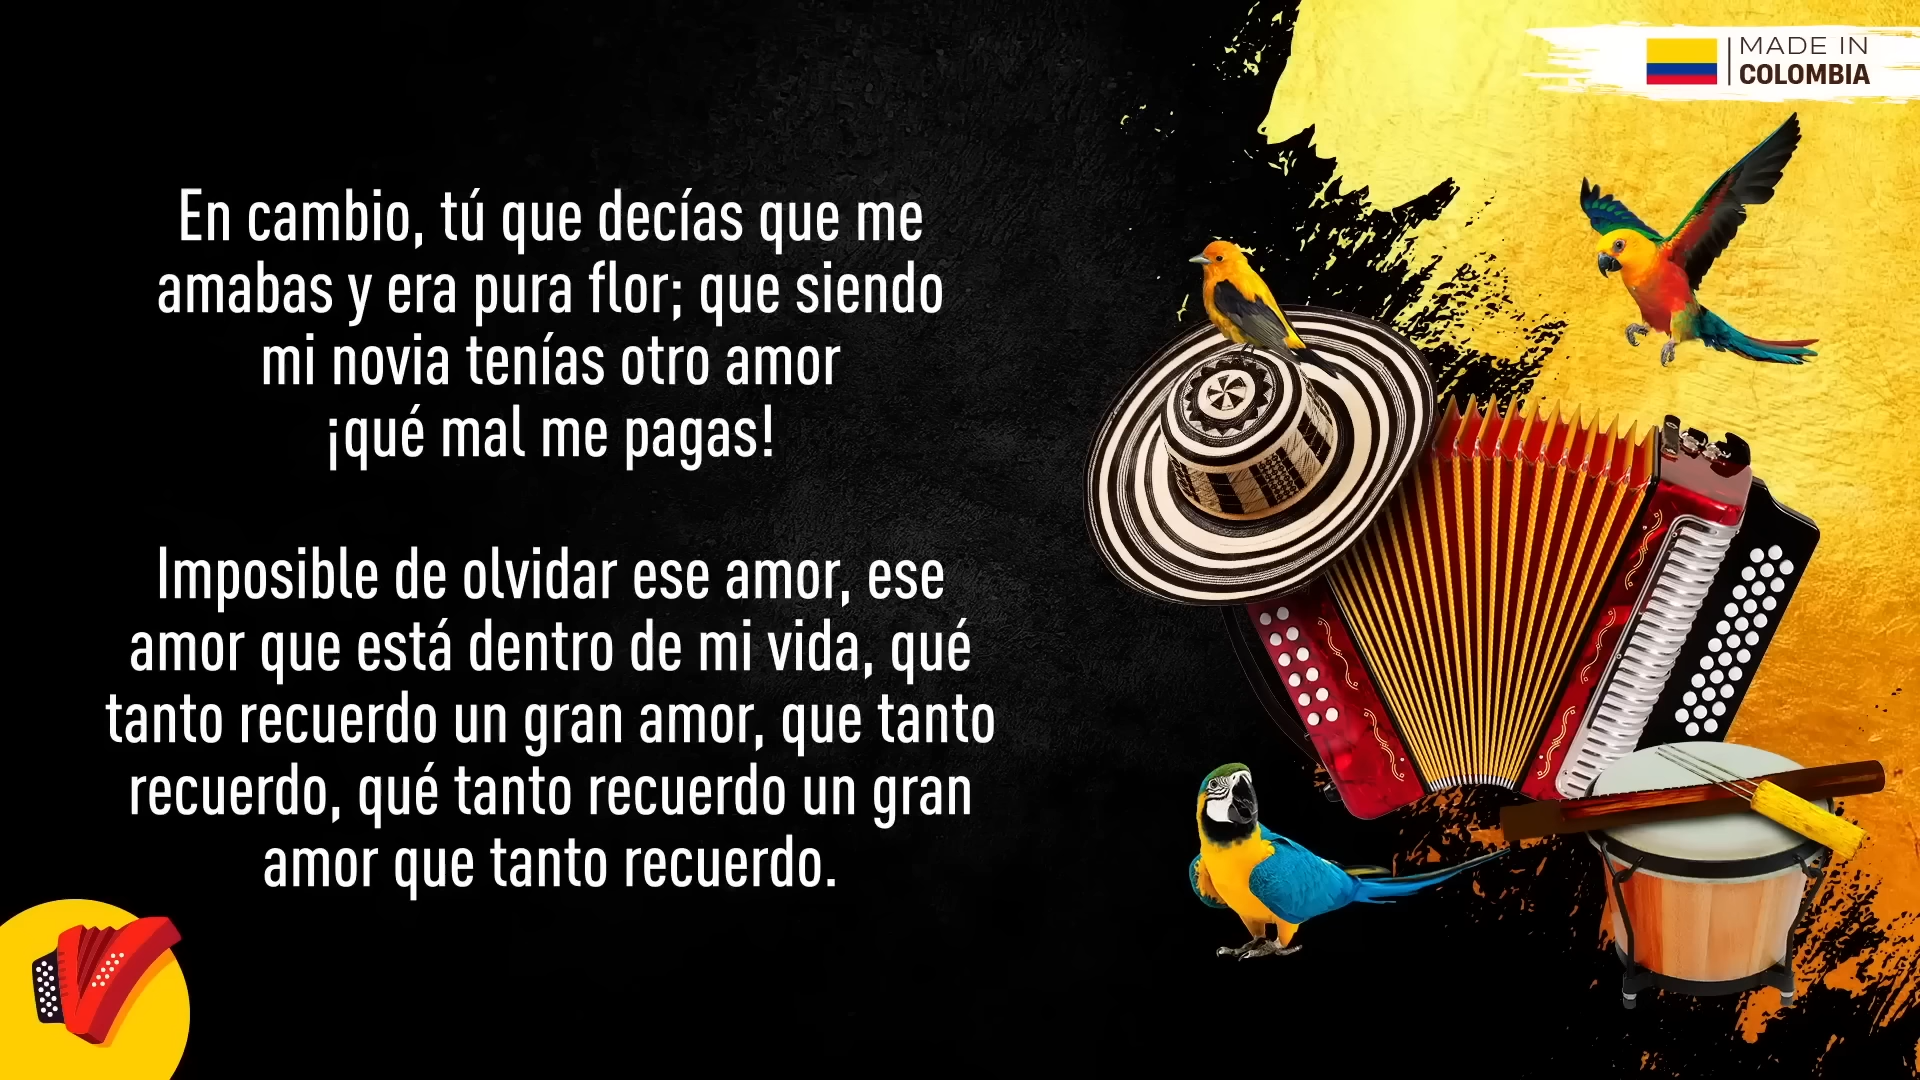 MADE IN
COLOMBIA
En cambio, tú que decías que me
amabas y era pura flor; que siendo
mi novia tenías otro amor
¡qué mal me pagas!
Imposible de olvidar ese amor, ese
amor que está dentro de mi vida, qué
tanto recuerdo un gran amor, que tanto
recuerdo, qué tanto recuerdo un gran
amor que tanto recuerdo.